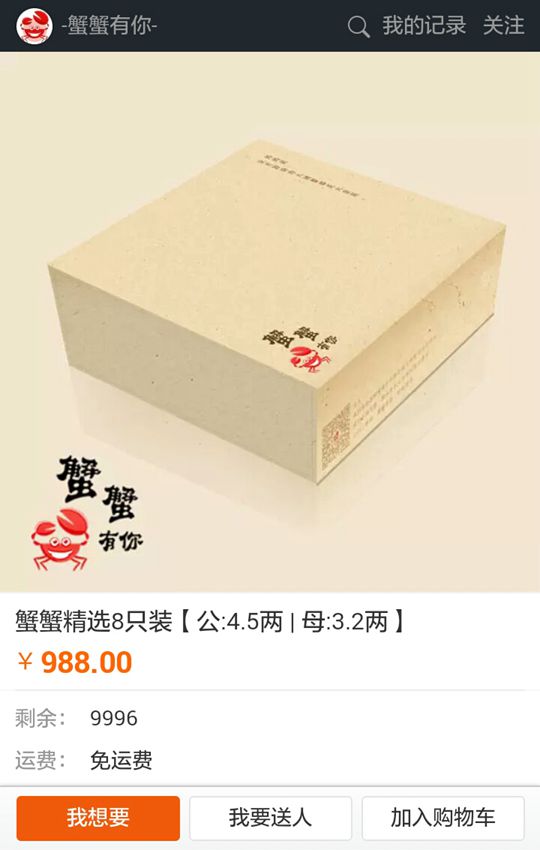 -蟹蟹有你-
我的记录 关注
蟹蟹
有你
蟹蟹精选8只装【公:4.5两 | 母:3.2两】
¥ 988.00
剩余： 9996
运费： 免运费
我想要 我要送人 加入购物车